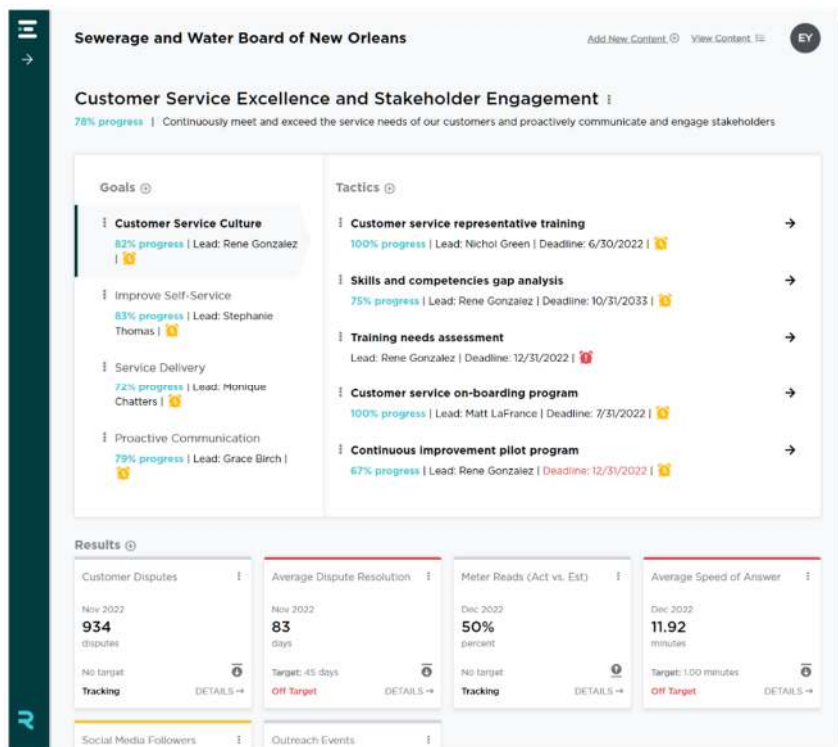 Sewerage and Water Board of New Orleans
Add New Content
View Content
EY
Customer Service Excellence and Stakeholder Engagement
78% progress | Continuously meet and exceed the service needs of our customers and proactively communicate and engage stakeholders
Goals
Customer Service Culture
82% progress | Lead: Rene Gonzalez
|
Improve Self-Service
83% progress | Lead: Stephanie
Thomas |
Service Delivery
72% progress | Lead: Monique
Chatters |
Proactive Communication
79% progress | Lead: Grace Birch |
Tactics
Customer service representative training
100% progress | Lead: Nichol Green | Deadline: 6/30/2022 |
Skills and competencies gap analysis
75% progress | Lead: Rene Gonzalez | Deadline: 10/31/2033 |
Training needs assessment
Lead: Rene Gonzalez | Deadline: 12/31/2022 |
Customer service on-boarding program
100% progress | Lead: Matt LaFrance | Deadline: 7/31/2022 |
Continuous improvement pilot program
67% progress | Lead: Rene Gonzalez | Deadline: 12/31/2022 |
Results
Customer Disputes
Nov 2022
934
disputes
No target
Tracking
DETAILS→
Average Dispute Resolution
Nov 2022
83
days
Target: 45 days
Off Target
DETAILS→
Meter Reads (Act vs. Est)
Dec 2022
50%
percent
No target
Tracking
DETAILS→
Average Speed of Answer
Dec 2022
11.92
minutes
Target: 1.00 minutes
Off Target
DETAILS→
Social Media Followers
Outreach Events